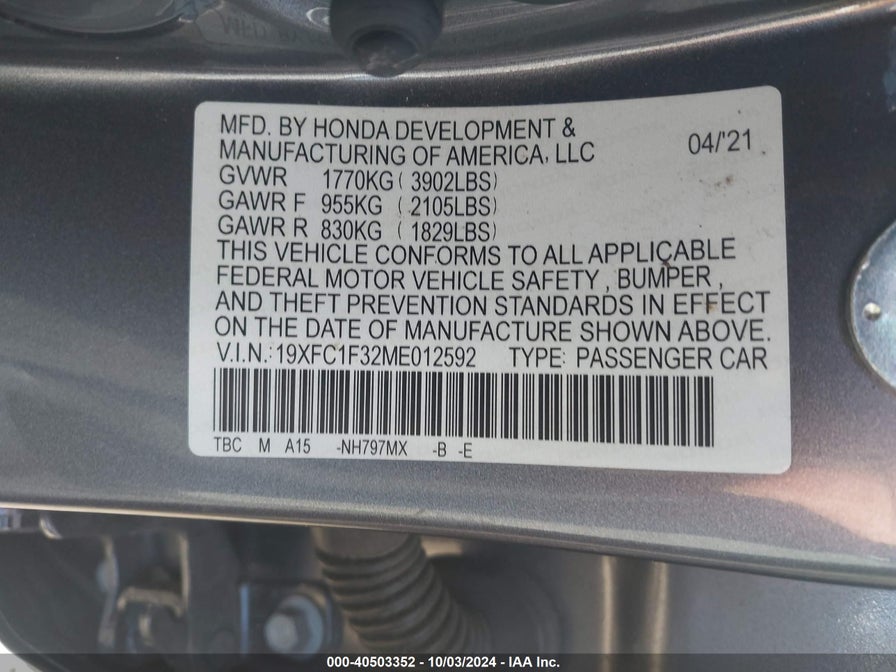 MFD. BY HONDA DEVELOPMENT &
MANUFACTURING OF AMERICA, LLC 04/'21
GVWR 1770KG ( 3902LBS)
GAWR F 955KG ( 2105LBS)
GAWR R 830KG ( 1829LBS)
THIS VEHICLE CONFORMS TO ALL APPLICABLE
FEDERAL MOTOR VEHICLE SAFETY , BUMPER ,
AND THEFT PREVENTION STANDARDS IN EFFECT
ON THE DATE OF MANUFACTURE SHOWN ABOVE.
V.I.N.: 19XFC1F32ME012592 TYPE: PASSENGER CAR
TBC M A15 -NH797MX -B -E
000-40503352 - 10/03/2024 - IAA Inc.